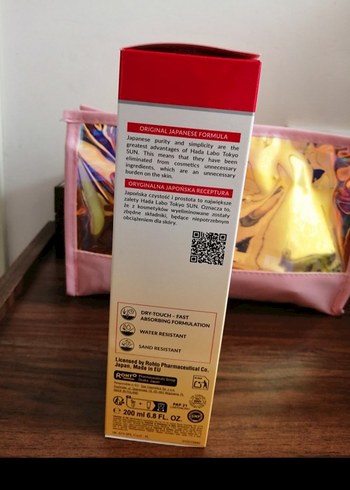 ORIGINAL JAPANESE FORMULA
Japanese purity and simplicity are the
greatest advantages of Hada Labo Tokyo
SUN. This means that they have been
eliminated from cosmetics unnecessary
ingredients, which are an unnecessary
burden on the skin.
ORYGINALNA JAPOŃSKA RECEPTURA
Japońska czystość i prostota to największe
zalety Hada Labo Tokyo SUN. Oznacza to,
że z kosmetyków wyeliminowane zostały
zbędne składniki, będące niepotrzebnym
obciążeniem dla skóry.
DRY-TOUCH - FAST
ABSORBING FORMULATION
WATER RESISTANT
SAND RESISTANT
Licensed by Rohto Pharmaceutical Co,
Japan, Made in EU
ROHTO
PAP 21
200 ml 6.8 FL. OZ.